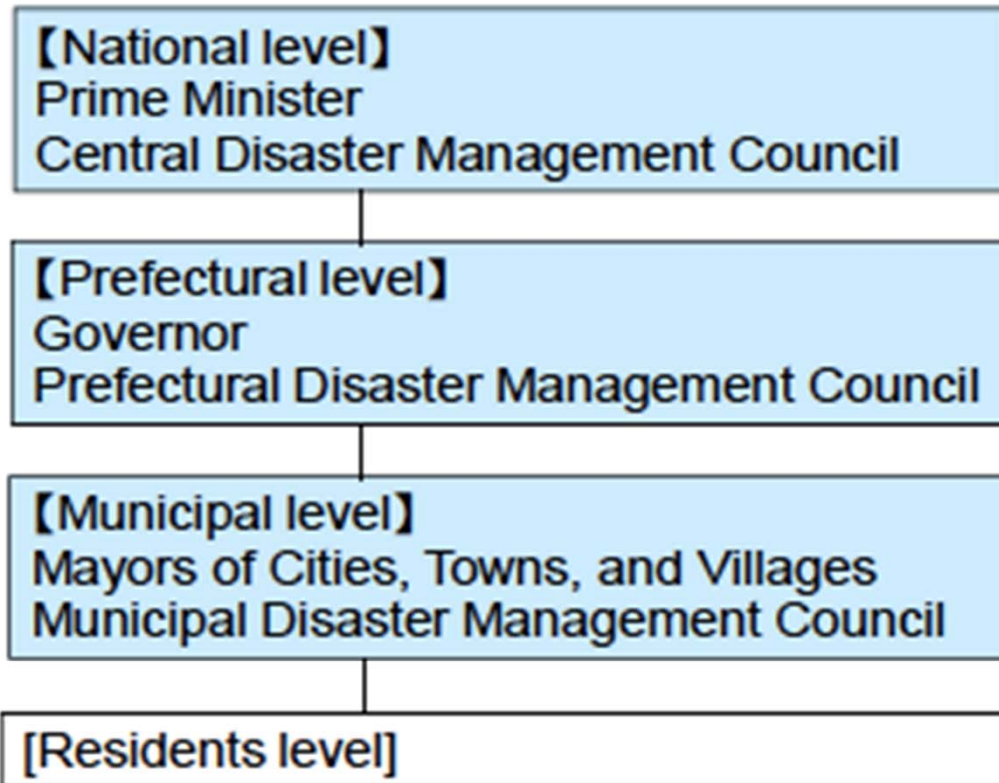 【National level】
Prime Minister
Central Disaster Management Council
【Prefectural level】
Governor
Prefectural Disaster Management Council
【Municipal level】
Mayors of Cities, Towns, and Villages
Municipal Disaster Management Council
[Residents level]